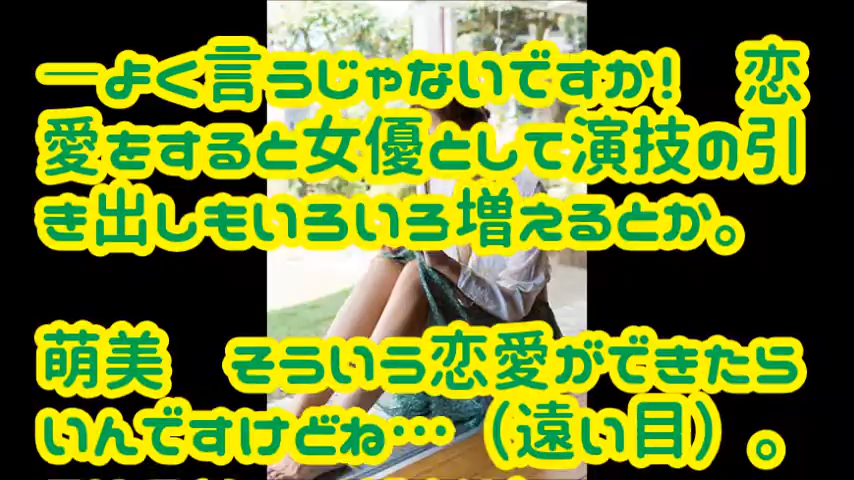 ―よく言うじゃないですか!　恋
愛をすると女優として演技の引
き出しもいろいろ増えるとか。
萌美　そういう恋愛ができたら
いんですけどね…（遠い目）。